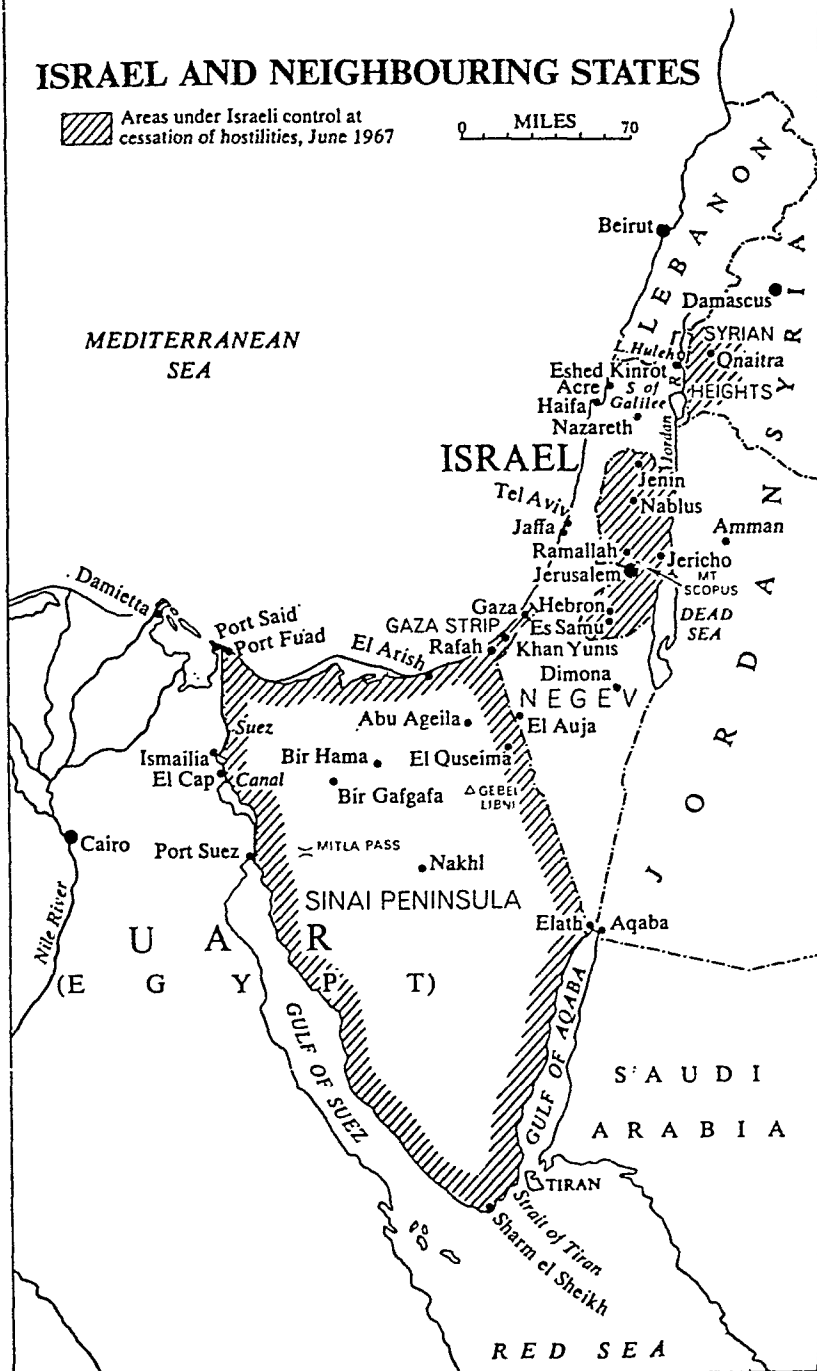 ISRAEL AND NEIGHBOURING STATES
Areas under Israeli control at
cessation of hostilities, June 1967
0 MILES 70
LEBANON
Beirut
SYRIA
Damascus
MEDITERRANEAN
SEA
SYRIAN
L. Huleh
Qnaitra
Eshed Kinrot
Acre
S of
Galilee
R
HEIGHTS
Haifa
Nazareth
Jordan
ISRAEL
Jenin
Tel Aviv
Nablus
Jaffa
Amman
Ramallah
Jericho
Jerusalem
MT
SCOPUS
Damietta
Gaza
Hebron
DEAD
SEA
Port Said
GAZA STRIP
Es Samu
Port Fuad
El Arish
Rafah
Khan Yunis
Dimona
NEGEV
JORDAN
Abu Ageila
El Auja
Suez
Canal
Ismailia
Bir Hama
El Quseima
El Cap
Bir Gafgafa
GEBEL
LIBNI
Cairo
Port Suez
MITLA PASS
Nakhl
SINAI PENINSULA
Nile River
Elath
Aqaba
U A R
(EGYPT)
GULF OF SUEZ
GULF OF AQABA
SAUDI
ARABIA
TIRAN
Strait of Tiran
Sharm el Sheikh
RED SEA